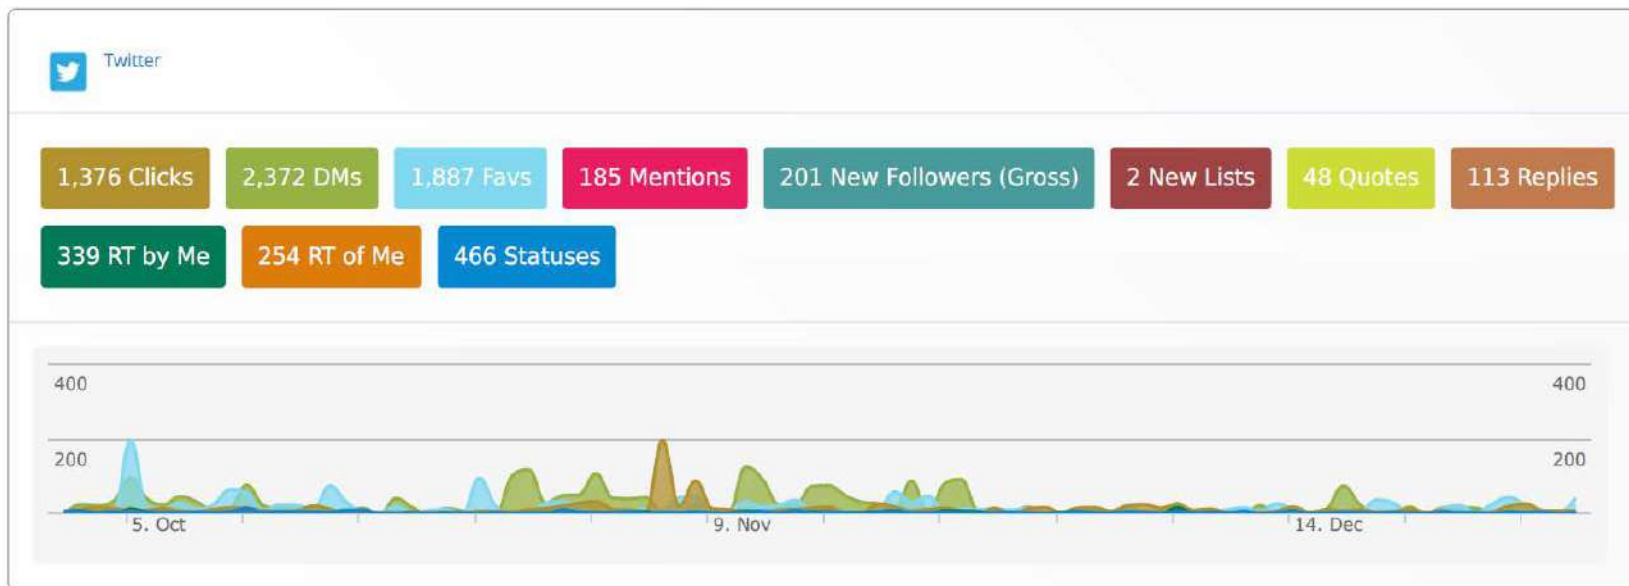 Twitter
1,376 Clicks 2,372 DMs 1,887 Favs 185 Mentions 201 New Followers (Gross) 2 New Lists 48 Quotes 113 Replies
339 RT by Me 254 RT of Me 466 Statuses
400 400
200 200
5. Oct 9. Nov 14. Dec